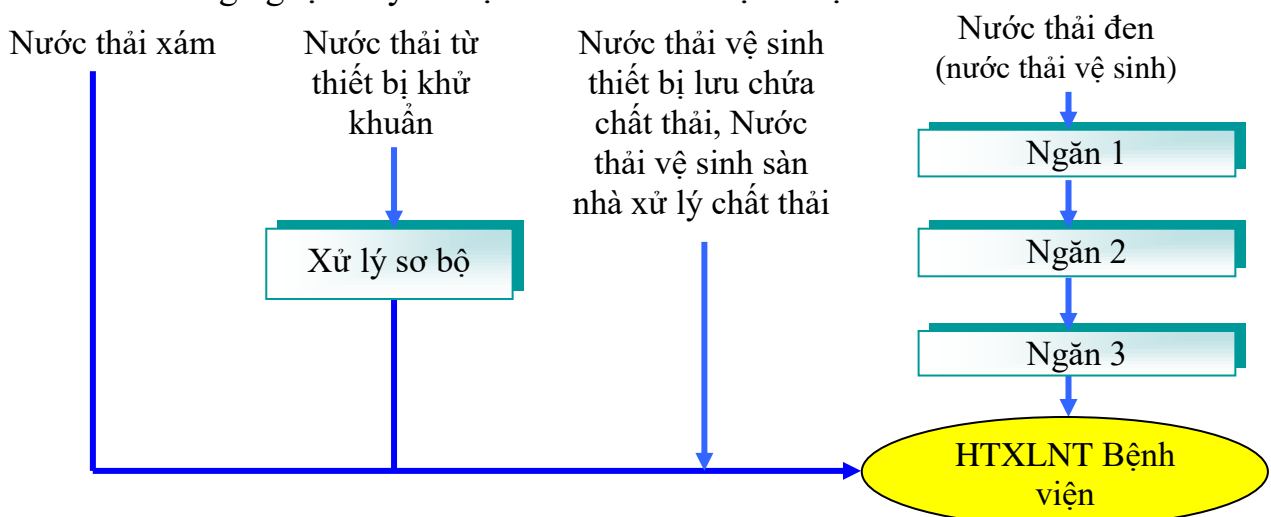 Nước thải xám
Nước thải từ
thiết bị khử
khuẩn
Nước thải vệ sinh
thiết bị lưu chứa
chất thải, Nước
thải vệ sinh sàn
nhà xử lý chất thải
Nước thải đen
(nước thải vệ sinh)
Xử lý sơ bộ
Ngăn 1
Ngăn 2
Ngăn 3
HTXLNT Bệnh
viện